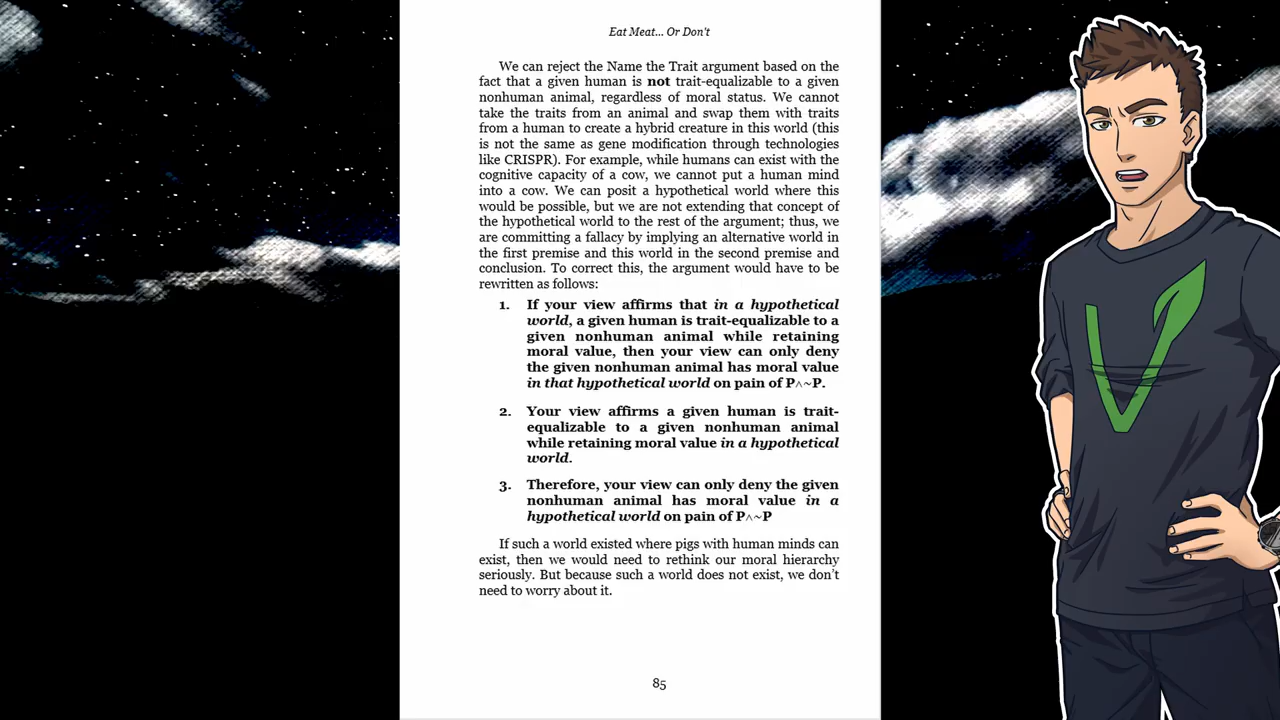 Eat Meat... Or Don't
We can reject the Name the Trait argument based on the
fact that a given human is not trait-equalizable to a given
nonhuman animal, regardless of moral status. We cannot
take the traits from an animal and swap them with traits
from a human to create a hybrid creature in this world (this
is not the same as gene modification through technologies
like CRISPR). For example, while humans can exist with the
cognitive capacity of a cow, we cannot put a human mind
into a cow. We can posit a hypothetical world where this
would be possible, but we are not extending that concept of
the hypothetical world to the rest of the argument; thus, we
are committing a fallacy by implying an alternative world in
the first premise and this world in the second premise and
conclusion. To correct this, the argument would have to be
rewritten as follows:
1. If your view affirms that in a hypothetical
world, a given human is trait-equalizable to a
given nonhuman animal while retaining
moral value, then your view can only deny
the given nonhuman animal has moral value
in that hypothetical world on pain of P∧~P.
2. Your view affirms a given human is trait-
equalizable to a given nonhuman animal
while retaining moral value in a hypothetical
world.
3. Therefore, your view can only deny the given
nonhuman animal has moral value in a
hypothetical world on pain of P∧~P
If such a world existed where pigs with human minds can
exist, then we would need to rethink our moral hierarchy
seriously. But because such a world does not exist, we don't
need to worry about it.
85